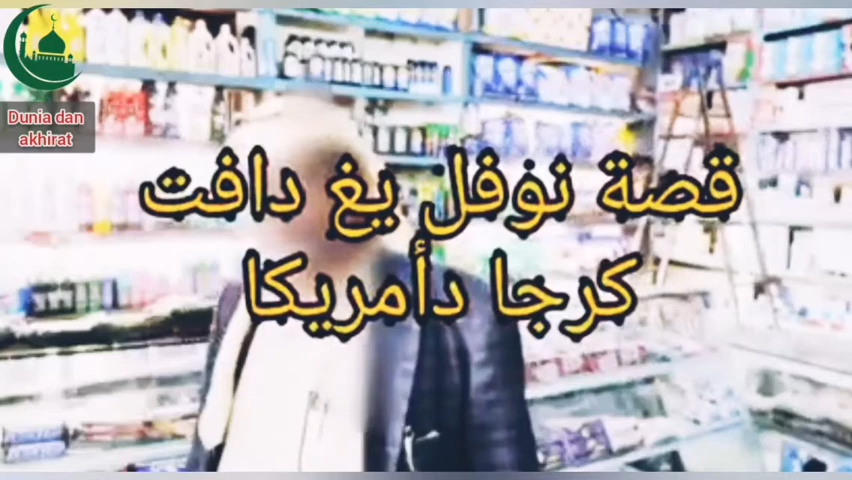 Dunia dan
akhirat
قصة نوفل يغ دافت
كرجا دأمريكا